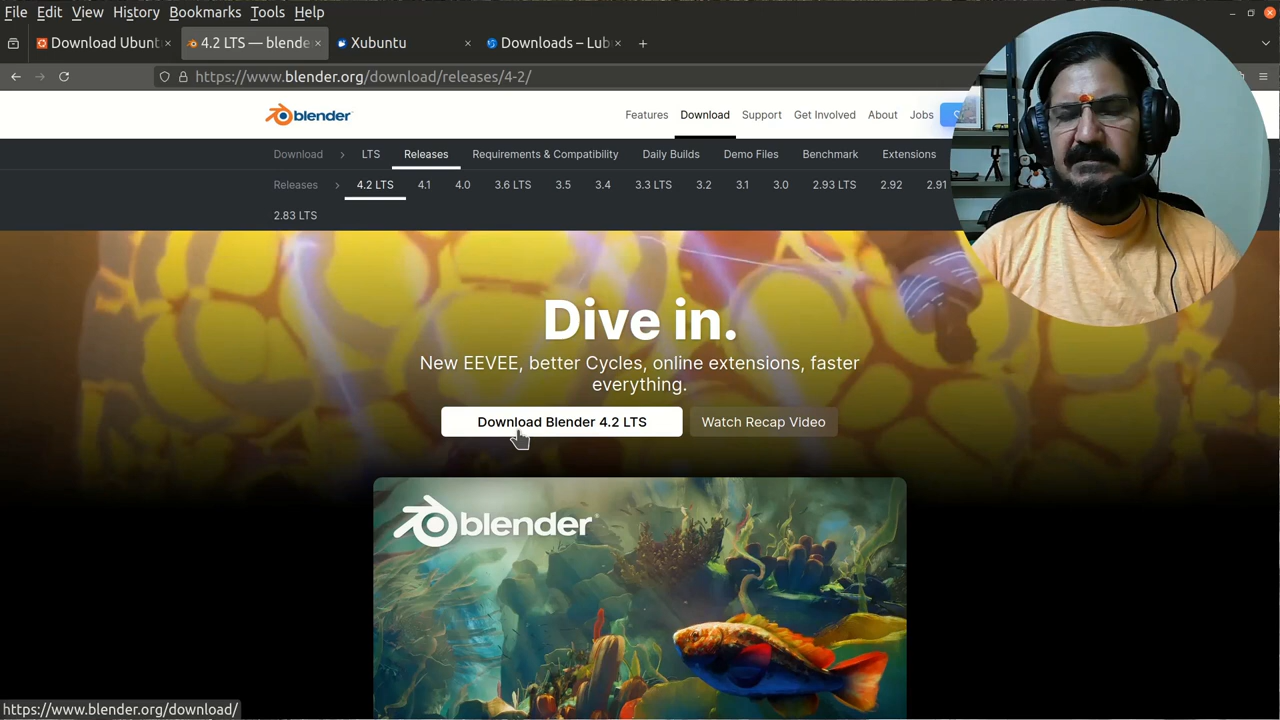 File Edit View History Bookmarks Tools Help
Download Ubunt 4.2 LTS — blende Xubuntu Downloads – Lub
https://www.blender.org/download/releases/4-2/
blender Features Download Support Get Involved About Jobs
Download LTS Releases Requirements & Compatibility Daily Builds Demo Files Benchmark Extensions
Releases 4.2 LTS 4.1 4.0 3.6 LTS 3.5 3.4 3.3 LTS 3.2 3.1 3.0 2.93 LTS 2.92 2.91
2.83 LTS
Dive in.
New EEVEE, better Cycles, online extensions, faster
everything.
Download Blender 4.2 LTS Watch Recap Video
blender
https://www.blender.org/download/